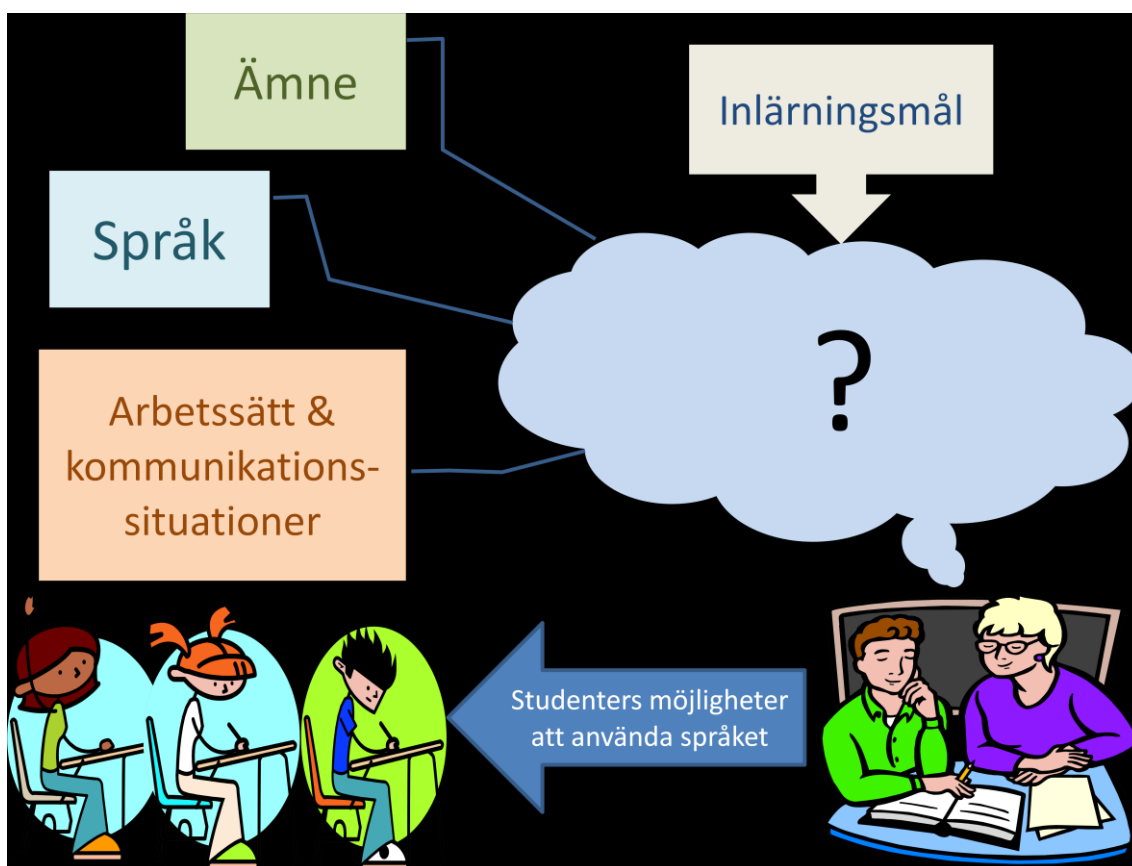 Ämne
Inlärningsmål
Språk
?
Arbetssätt &
kommunikations-
situationer
Studenters möjligheter
att använda språket